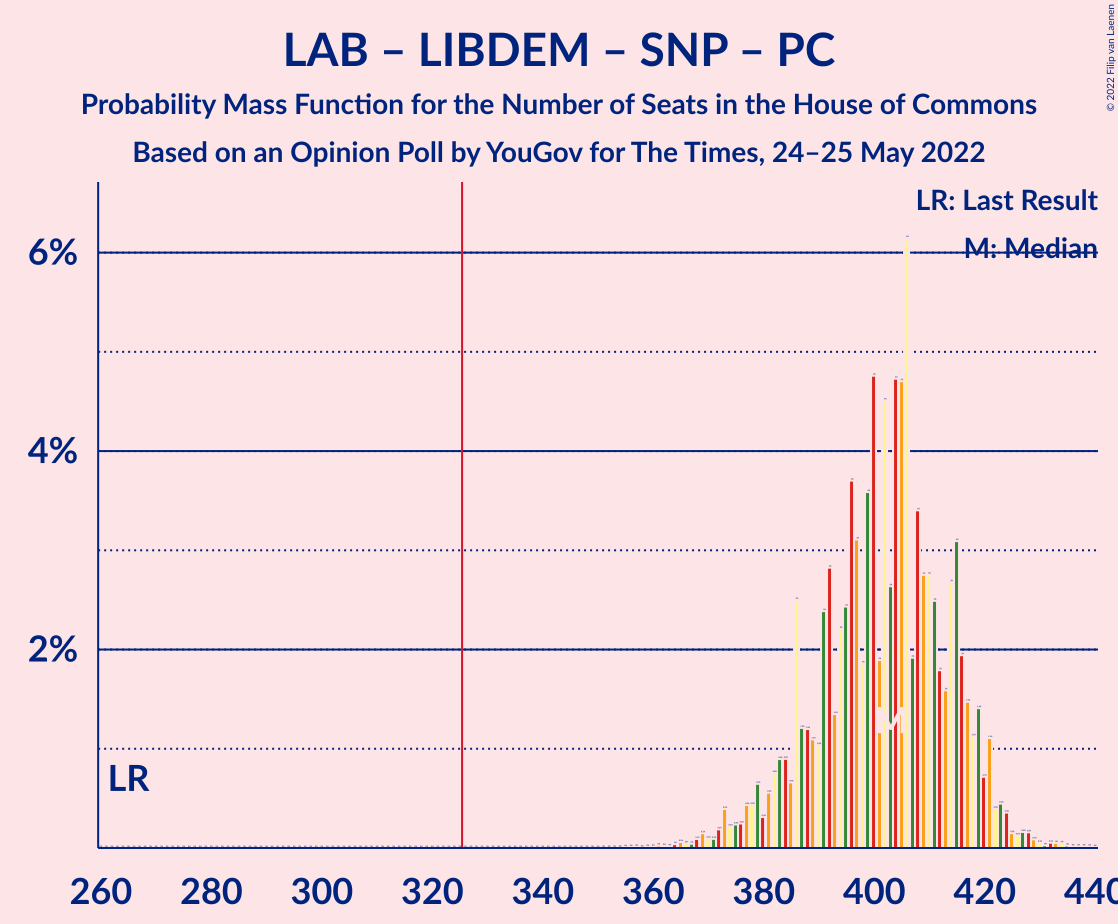 LAB – LIBDEM – SNP – PC
Probability Mass Function for the Number of Seats in the House of Commons
Based on an Opinion Poll by YouGov for The Times, 24–25 May 2022
© 2022 Filip van Laenen
LR: Last Result
M: Median
6%
4%
2%
LR
M
260 280 300 320 340 360 380 400 420 440